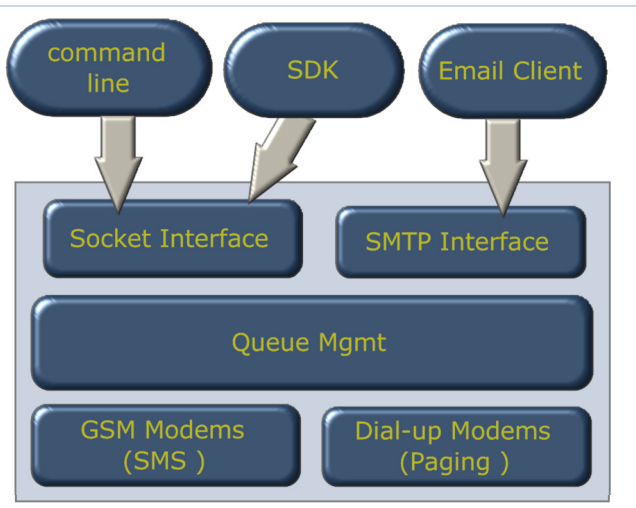 command
line
SDK
Email Client
Socket Interface
SMTP Interface
Queue Mgmt
GSM Modems
(SMS )
Dial-up Modems
(Paging )